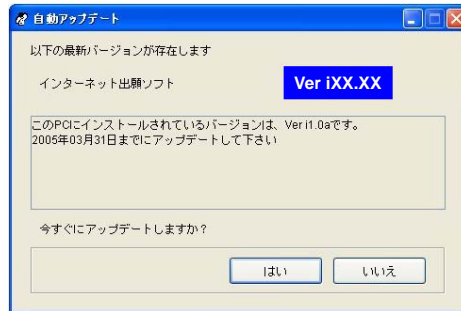 自動アップデート
以下の最新バージョンが存在します
インターネット出願ソフト Ver iXX.XX
このPCにインストールされているバージョンは、Ver i1.0aです。
2005年03月31日までにアップデートして下さい
今すぐにアップデートしますか?
はい いいえ